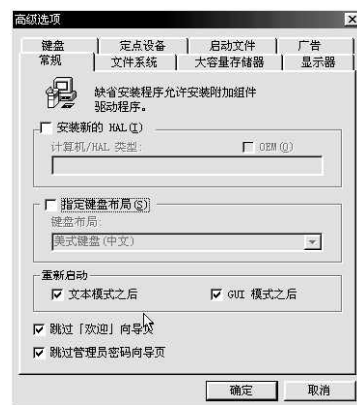 高级选项
键盘 定点设备 启动文件 广告
常规 文件系统 大容量存储器 显示器
缺省安装程序允许安装附加组件
驱动程序。
安装新的 HAL(I)
计算机/HAL 类型: OEM(O)
指定键盘布局(S)
键盘布局:
美式键盘(中文)
重新启动
文本模式之后 GUI 模式之后
跳过「欢迎」向导页
跳过管理员密码向导页
确定 取消